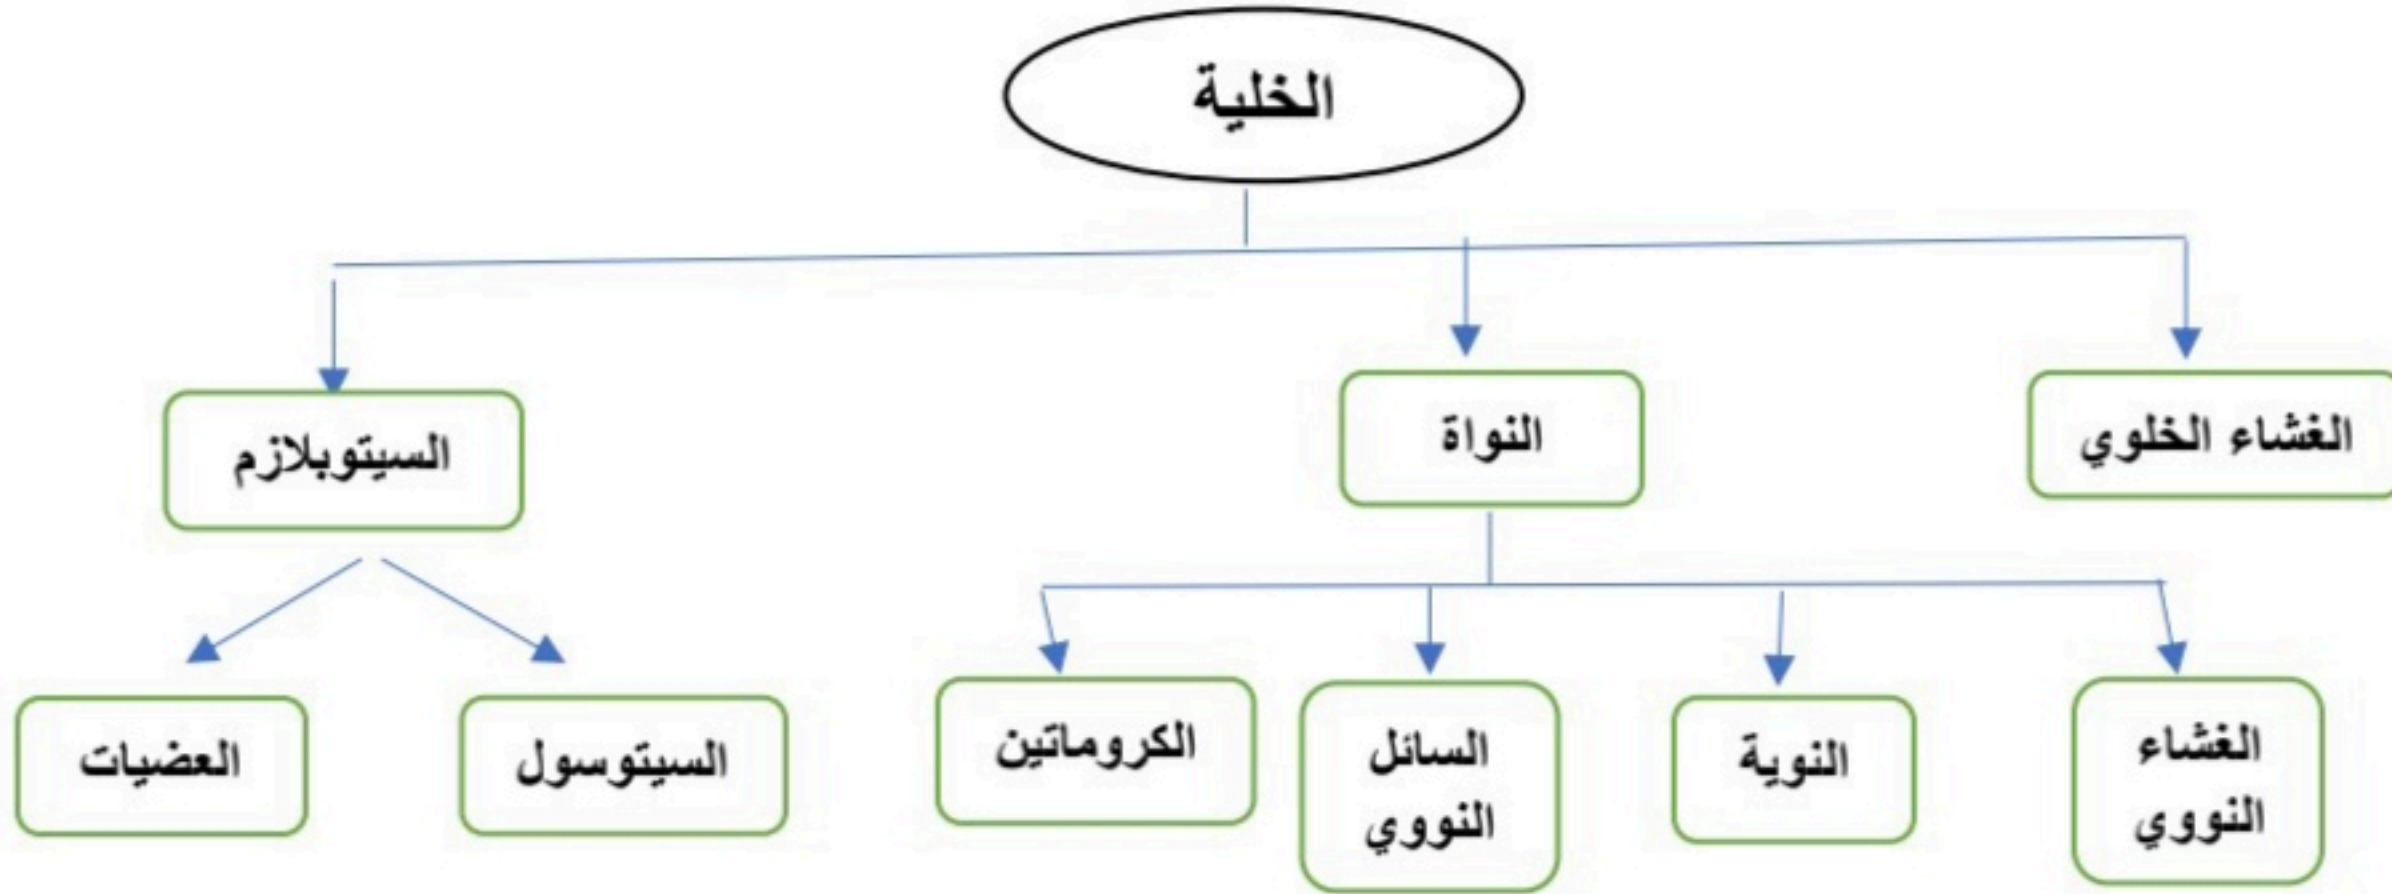 الخلية
الغشاء الخلوي
النواة
السيتوبلازم
الغشاء
النووي
النوية
السائل
النووي
الكروماتين
السيتوسول
العضيات